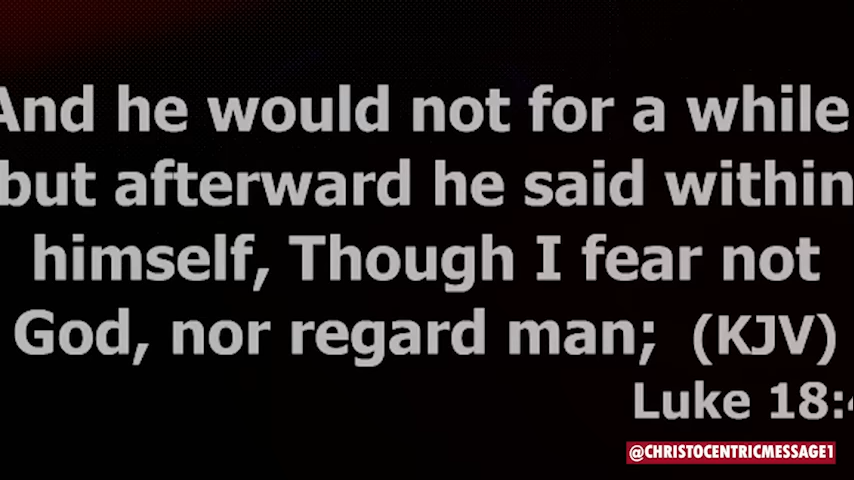 And he would not for a while
but afterward he said within
himself, Though I fear not
God, nor regard man; (KJV)
Luke 18:4
@CHRISTOCENTRICMESSAGE1